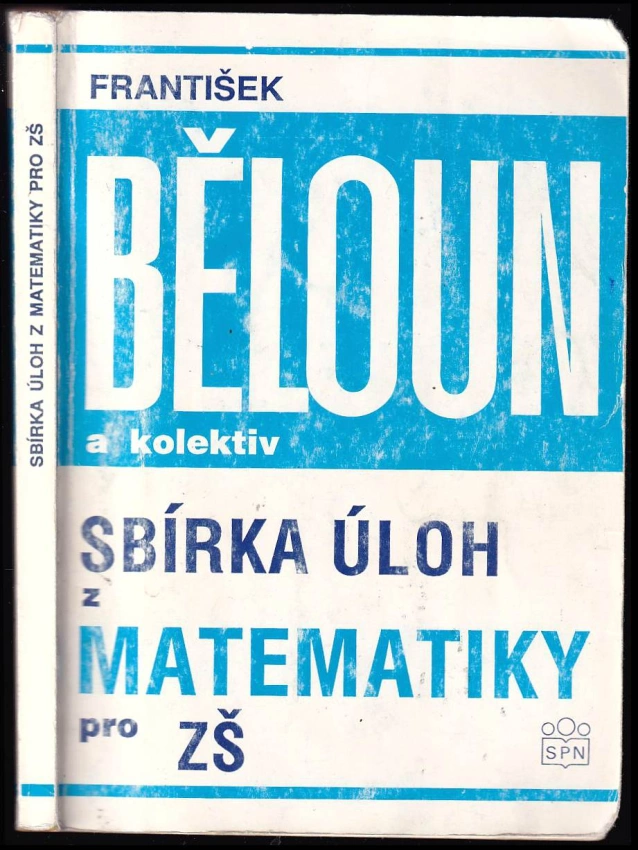 SBÍRKA ÚLOH Z MATEMATIKY PRO ZŠ
FRANTIŠEK
BĚLOUN
a kolektiv
SBÍRKA ÚLOH
z
MATEMATIKY
pro ZŠ
SPN